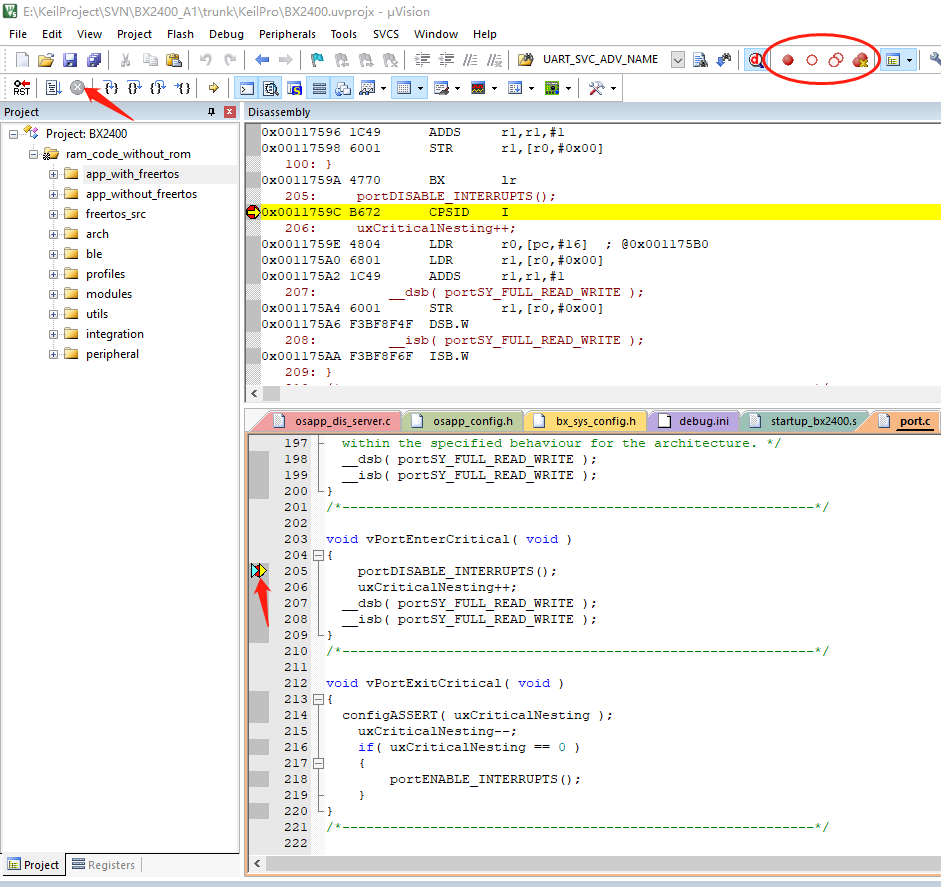 E:\KeilProject\SVN\BX2400_A1\trunk\KeilPro\BX2400.uvprojx - µVision
File Edit View Project Flash Debug Peripherals Tools SVCS Window Help
UART_SVC_ADV_NAME
RST
Project
Project: BX2400
ram_code_without_rom
app_with_freertos
app_without_freertos
freertos_src
arch
ble
profiles
modules
utils
integration
peripheral
Project Registers
Disassembly
0x00117596 1C49 ADDS r1,r1,#1
0x00117598 6001 STR r1,[r0,#0x00]
100: }
0x0011759A 4770 BX lr
205: portDISABLE_INTERRUPTS();
0x0011759C B672 CPSID I
206: uxCriticalNesting++;
0x0011759E 4804 LDR r0,[pc,#16] ; @0x001175B0
0x001175A0 6801 LDR r1,[r0,#0x00]
0x001175A2 1C49 ADDS r1,r1,#1
207: __dsb( portSY_FULL_READ_WRITE );
0x001175A4 6001 STR r1,[r0,#0x00]
0x001175A6 F3BF8F4F DSB.W
208: __isb( portSY_FULL_READ_WRITE );
0x001175AA F3BF8F6F ISB.W
209: }
osapp_dis_server.c osapp_config.h bx_sys_config.h debug.ini startup_bx2400.s port.c
197 within the specified behaviour for the architecture. */
198 __dsb( portSY_FULL_READ_WRITE );
199 __isb( portSY_FULL_READ_WRITE );
200 }
201 /*-----------------------------------------------------------*/
202
203 void vPortEnterCritical( void )
204 {
205 portDISABLE_INTERRUPTS();
206 uxCriticalNesting++;
207 __dsb( portSY_FULL_READ_WRITE );
208 __isb( portSY_FULL_READ_WRITE );
209 }
210 /*-----------------------------------------------------------*/
211
212 void vPortExitCritical( void )
213 {
214 configASSERT( uxCriticalNesting );
215 uxCriticalNesting--;
216 if( uxCriticalNesting == 0 )
217 {
218 portENABLE_INTERRUPTS();
219 }
220 }
221 /*-----------------------------------------------------------*/
222